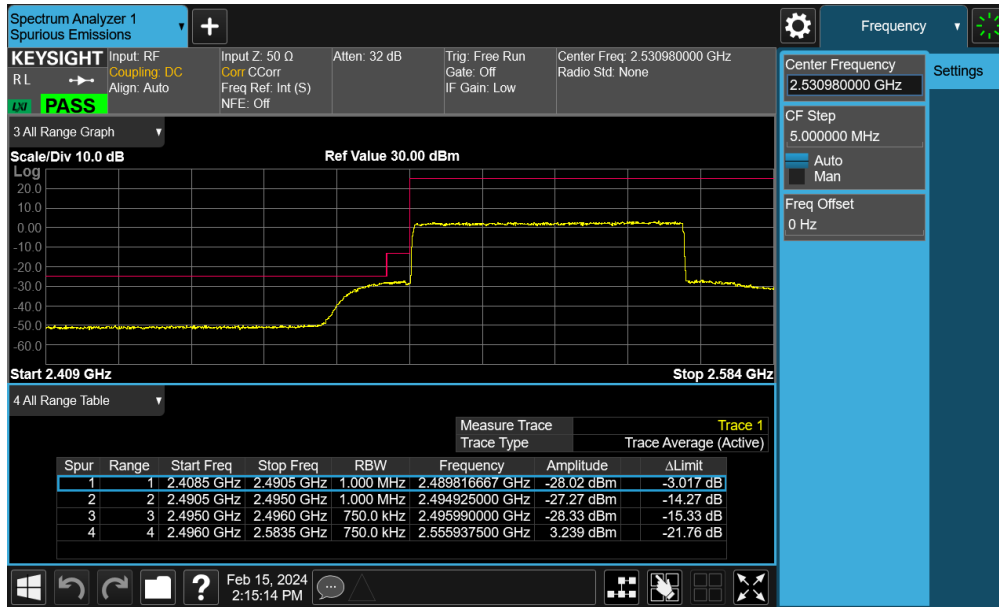 Spectrum Analyzer 1
Spurious Emissions
Frequency
KEYSIGHT
R L
LXI
PASS
Input: RF
Coupling: DC
Align: Auto
Input Z: 50 Ω
Corr CCorr
Freq Ref: Int (S)
NFE: Off
Atten: 32 dB
Trig: Free Run
Gate: Off
IF Gain: Low
Center Freq: 2.530980000 GHz
Radio Std: None
Center Frequency
2.530980000 GHz
Settings
CF Step
5.000000 MHz
Auto
Man
Freq Offset
0 Hz
3 All Range Graph
Scale/Div 10.0 dB
Ref Value 30.00 dBm
Log
20.0
10.0
0.00
-10.0
-20.0
-30.0
-40.0
-50.0
-60.0
Start 2.409 GHz
Stop 2.584 GHz
4 All Range Table
Measure Trace Trace 1
Trace Type Trace Average (Active)
Spur Range Start Freq Stop Freq RBW Frequency Amplitude ΔLimit
1 1 2.4085 GHz 2.4905 GHz 1.000 MHz 2.489816667 GHz -28.02 dBm -3.017 dB
2 2 2.4905 GHz 2.4950 GHz 1.000 MHz 2.494925000 GHz -27.27 dBm -14.27 dB
3 3 2.4950 GHz 2.4960 GHz 750.0 kHz 2.495990000 GHz -28.33 dBm -15.33 dB
4 4 2.4960 GHz 2.5835 GHz 750.0 kHz 2.555937500 GHz 3.239 dBm -21.76 dB
Feb 15, 2024
2:15:14 PM